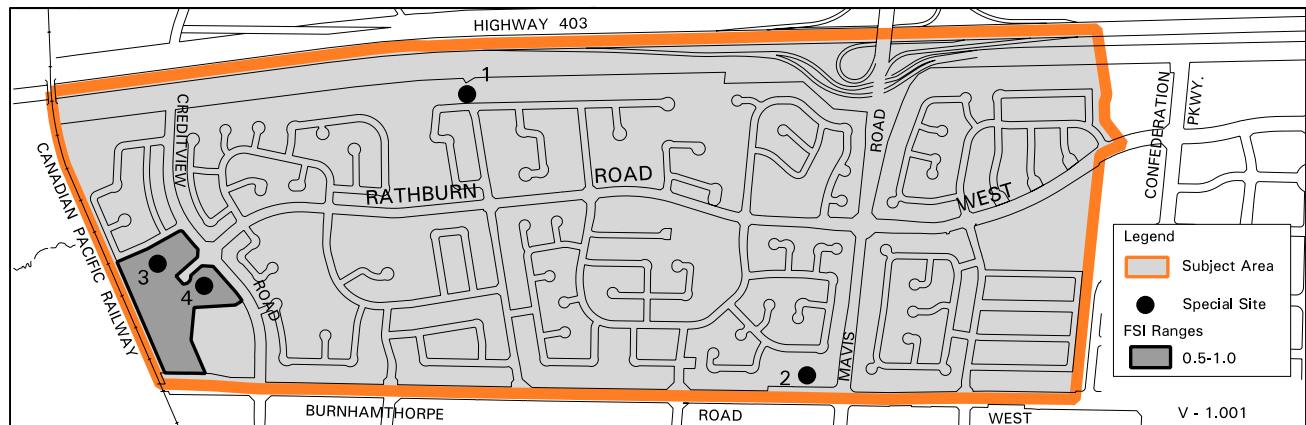 HIGHWAY 403
1
CREDITVIEW
ROAD
CANADIAN PACIFIC RAILWAY
RATHBURN
ROAD
WEST
ROAD
MAVIS
CONFEDERATION
PKWY.
3
4
2
BURNHAMTHORPE
ROAD
WEST
Legend
Subject Area
Special Site
FSI Ranges
0.5-1.0
V - 1.001